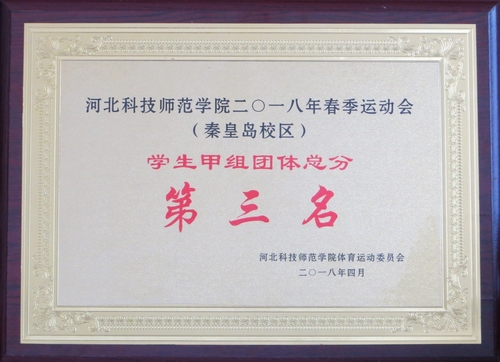 河北科技师范学院二〇一八年春季运动会
（秦皇岛校区）
学生甲组团体总分
第三名
河北科技师范学院体育运动委员会
二〇一八年四月